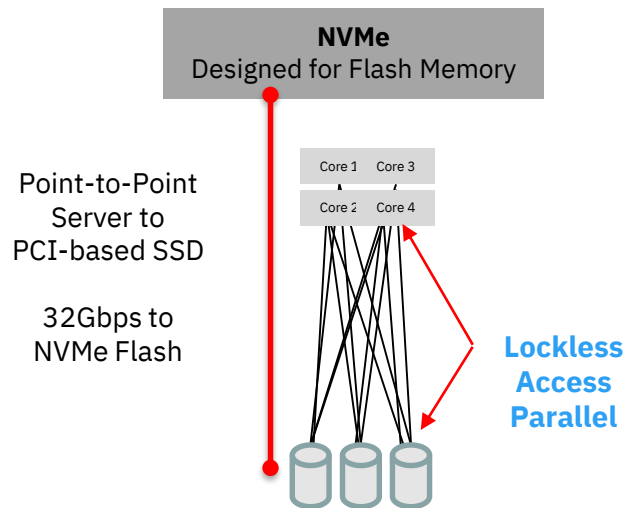 NVMe
Designed for Flash Memory
Core 1 Core 3
Core 2 Core 4
Point-to-Point
Server to
PCI-based SSD
32Gbps to
NVMe Flash
Lockless
Access
Parallel